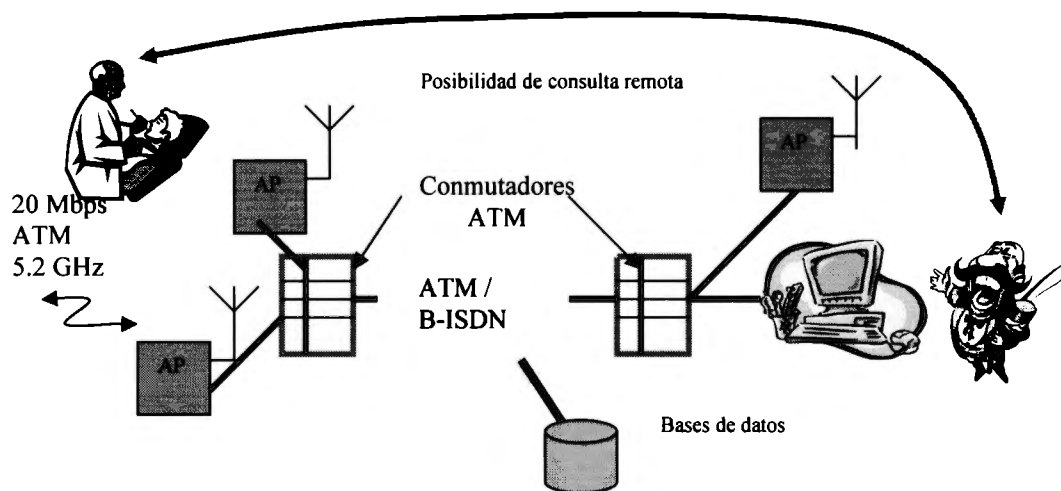 Posibilidad de consulta remota
AP
AP
Conmutadores
ATM
20 Mbps
ATM
5.2 GHz
ATM /
B-ISDN
AP
Bases de datos